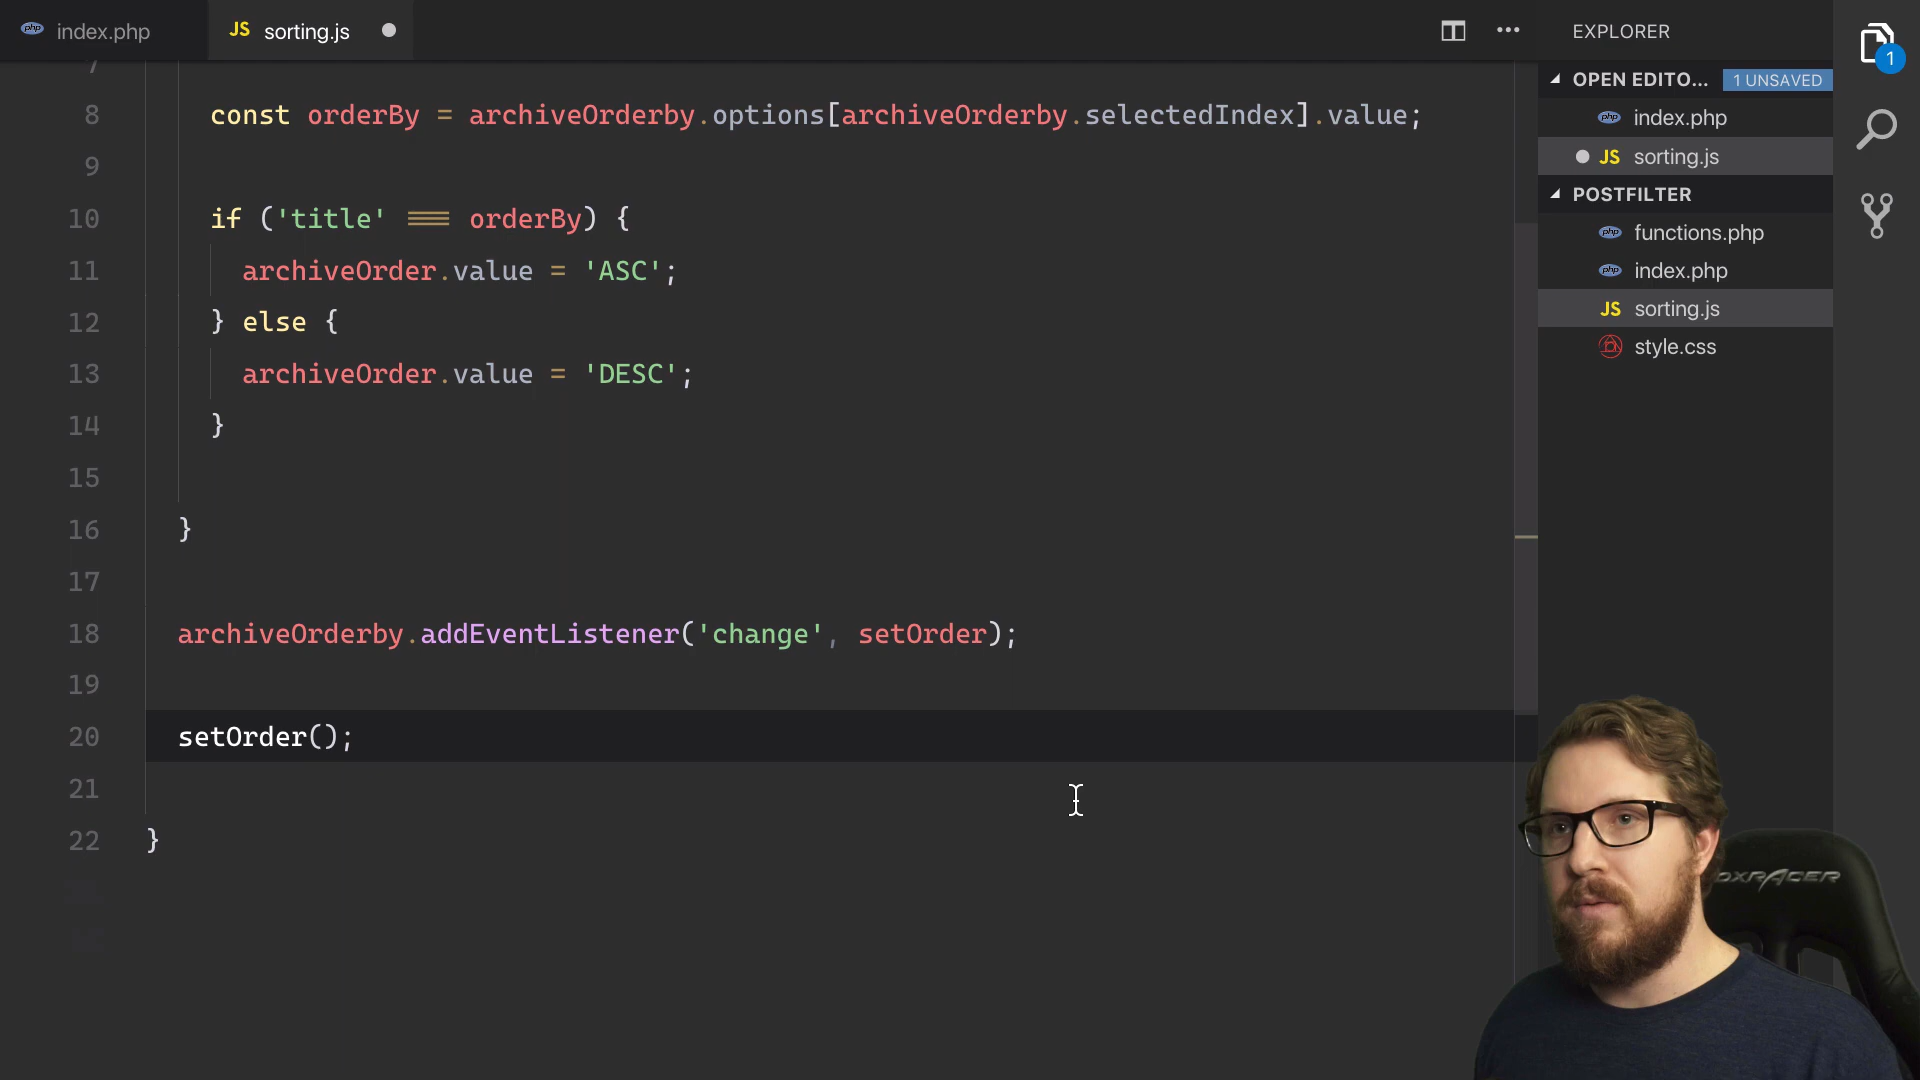 index.php
JS sorting.js
EXPLORER
OPEN EDITO... 1 UNSAVED
index.php
JS sorting.js
POSTFILTER
functions.php
index.php
JS sorting.js
style.css
1
7
8 const orderBy = archiveOrderby.options[archiveOrderby.selectedIndex].value;
9
10 if ('title' === orderBy) {
11 archiveOrder.value = 'ASC';
12 } else {
13 archiveOrder.value = 'DESC';
14 }
15
16 }
17
18 archiveOrderby.addEventListener('change', setOrder);
19
20 setOrder();
21
22 }
DXRACER